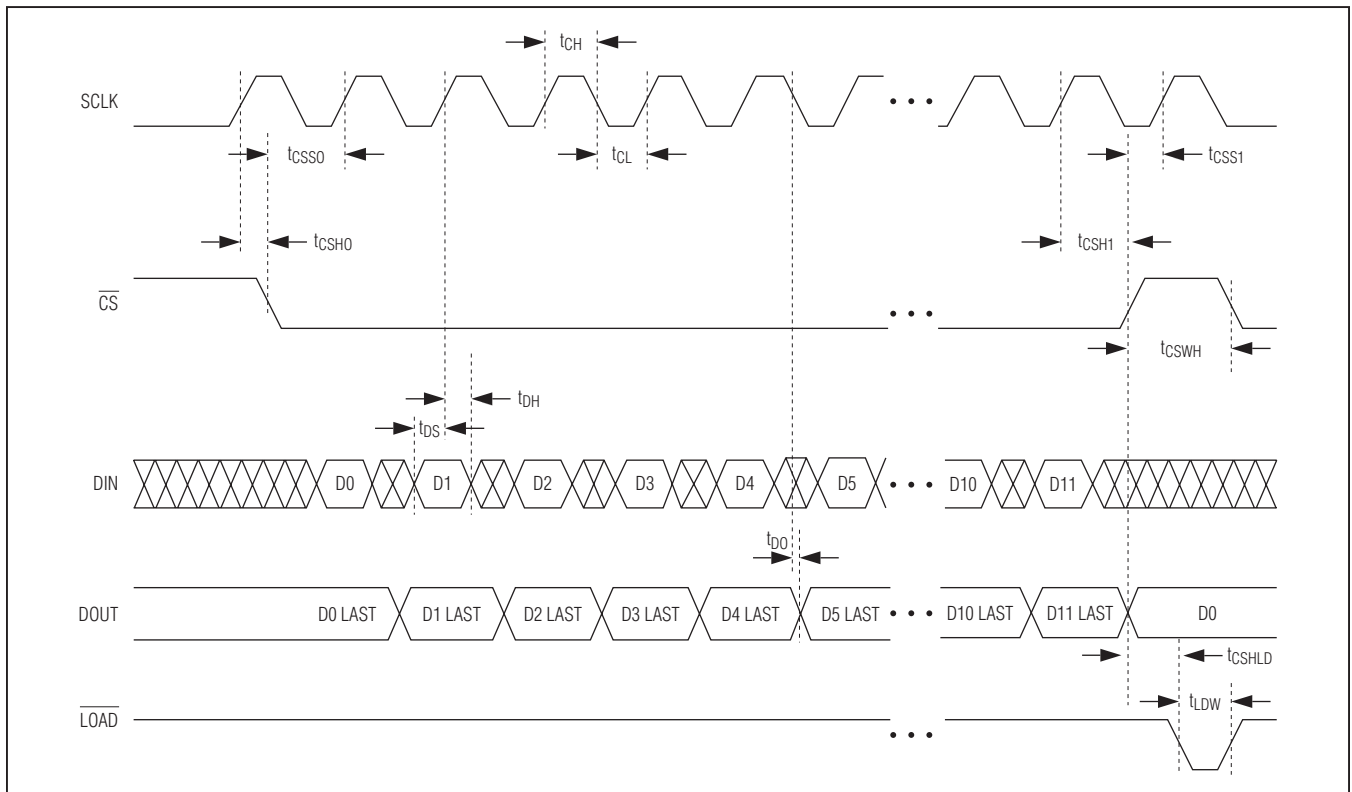 tCH
SCLK
tCSS0
tCL
tCSS1
tCSH0
tCSH1
CS
tCSWH
tDH
tDS
DIN D0 D1 D2 D3 D4 D5 • • • D10 D11
tDO
DOUT D0 LAST D1 LAST D2 LAST D3 LAST D4 LAST D5 LAST • • • D10 LAST D11 LAST D0
tCSHLD
tLDW
LOAD